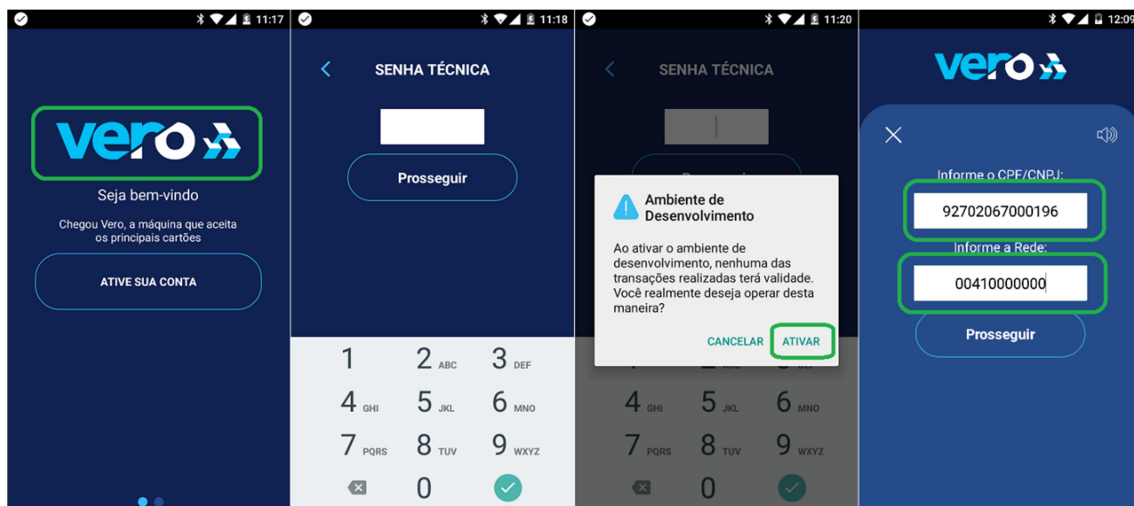 11:17
vero
Seja bem-vindo
Chegou Vero, a máquina que aceita
os principais cartões
ATIVE SUA CONTA
11:18
SENHA TÉCNICA
Prosseguir
1
2 ABC
3 DEF
4 GHI
5 JKL
6 MNO
7 PQRS
8 TUV
9 WXYZ
0
11:20
SENHA TÉCNICA
Ambiente de
Desenvolvimento
Ao ativar o ambiente de
desenvolvimento, nenhuma das
transações realizadas terá validade.
Você realmente deseja operar desta
maneira?
CANCELAR
ATIVAR
4 GHI
5 JKL
6 MNO
7 PQRS
8 TUV
9 WXYZ
0
12:09
vero
Informe o CPF/CNPJ:
92702067000196
Informe a Rede:
00410000000
Prosseguir